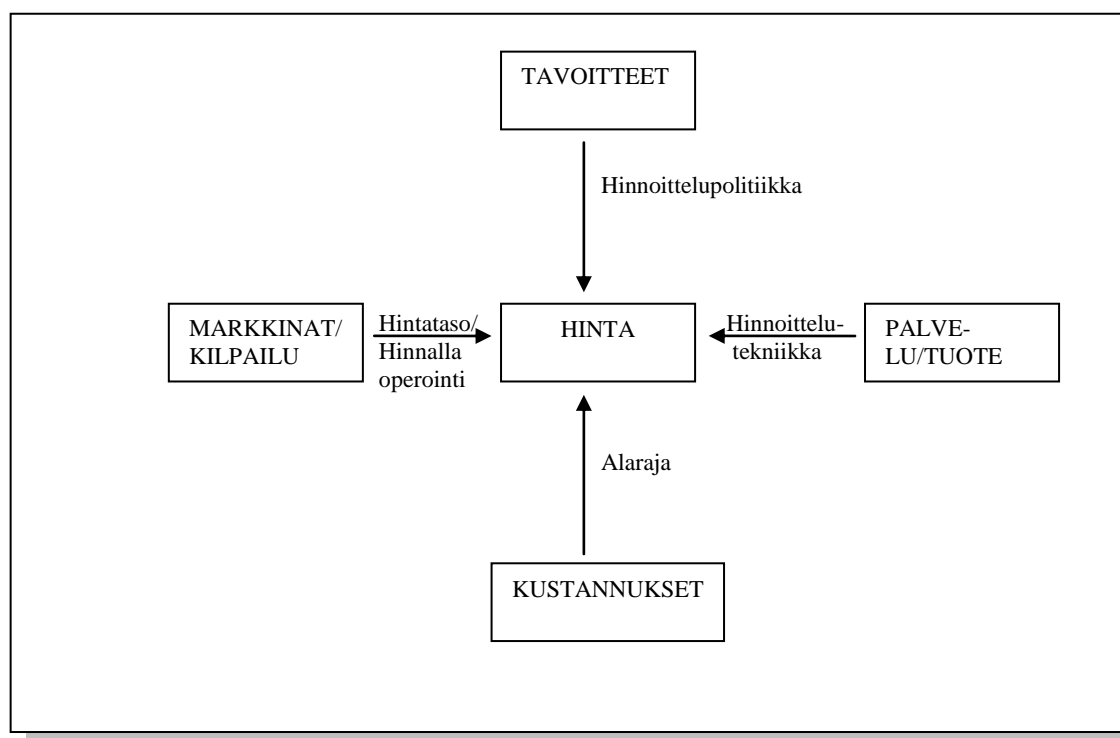 TAVOITTEET
Hinnoittelupolitiikka
MARKKINAT/
KILPAILU
Hintataso/
Hinnalla
operointi
HINTA
Hinnoittelu-
tekniikka
PALVE-
LU/TUOTE
Alaraja
KUSTANNUKSET